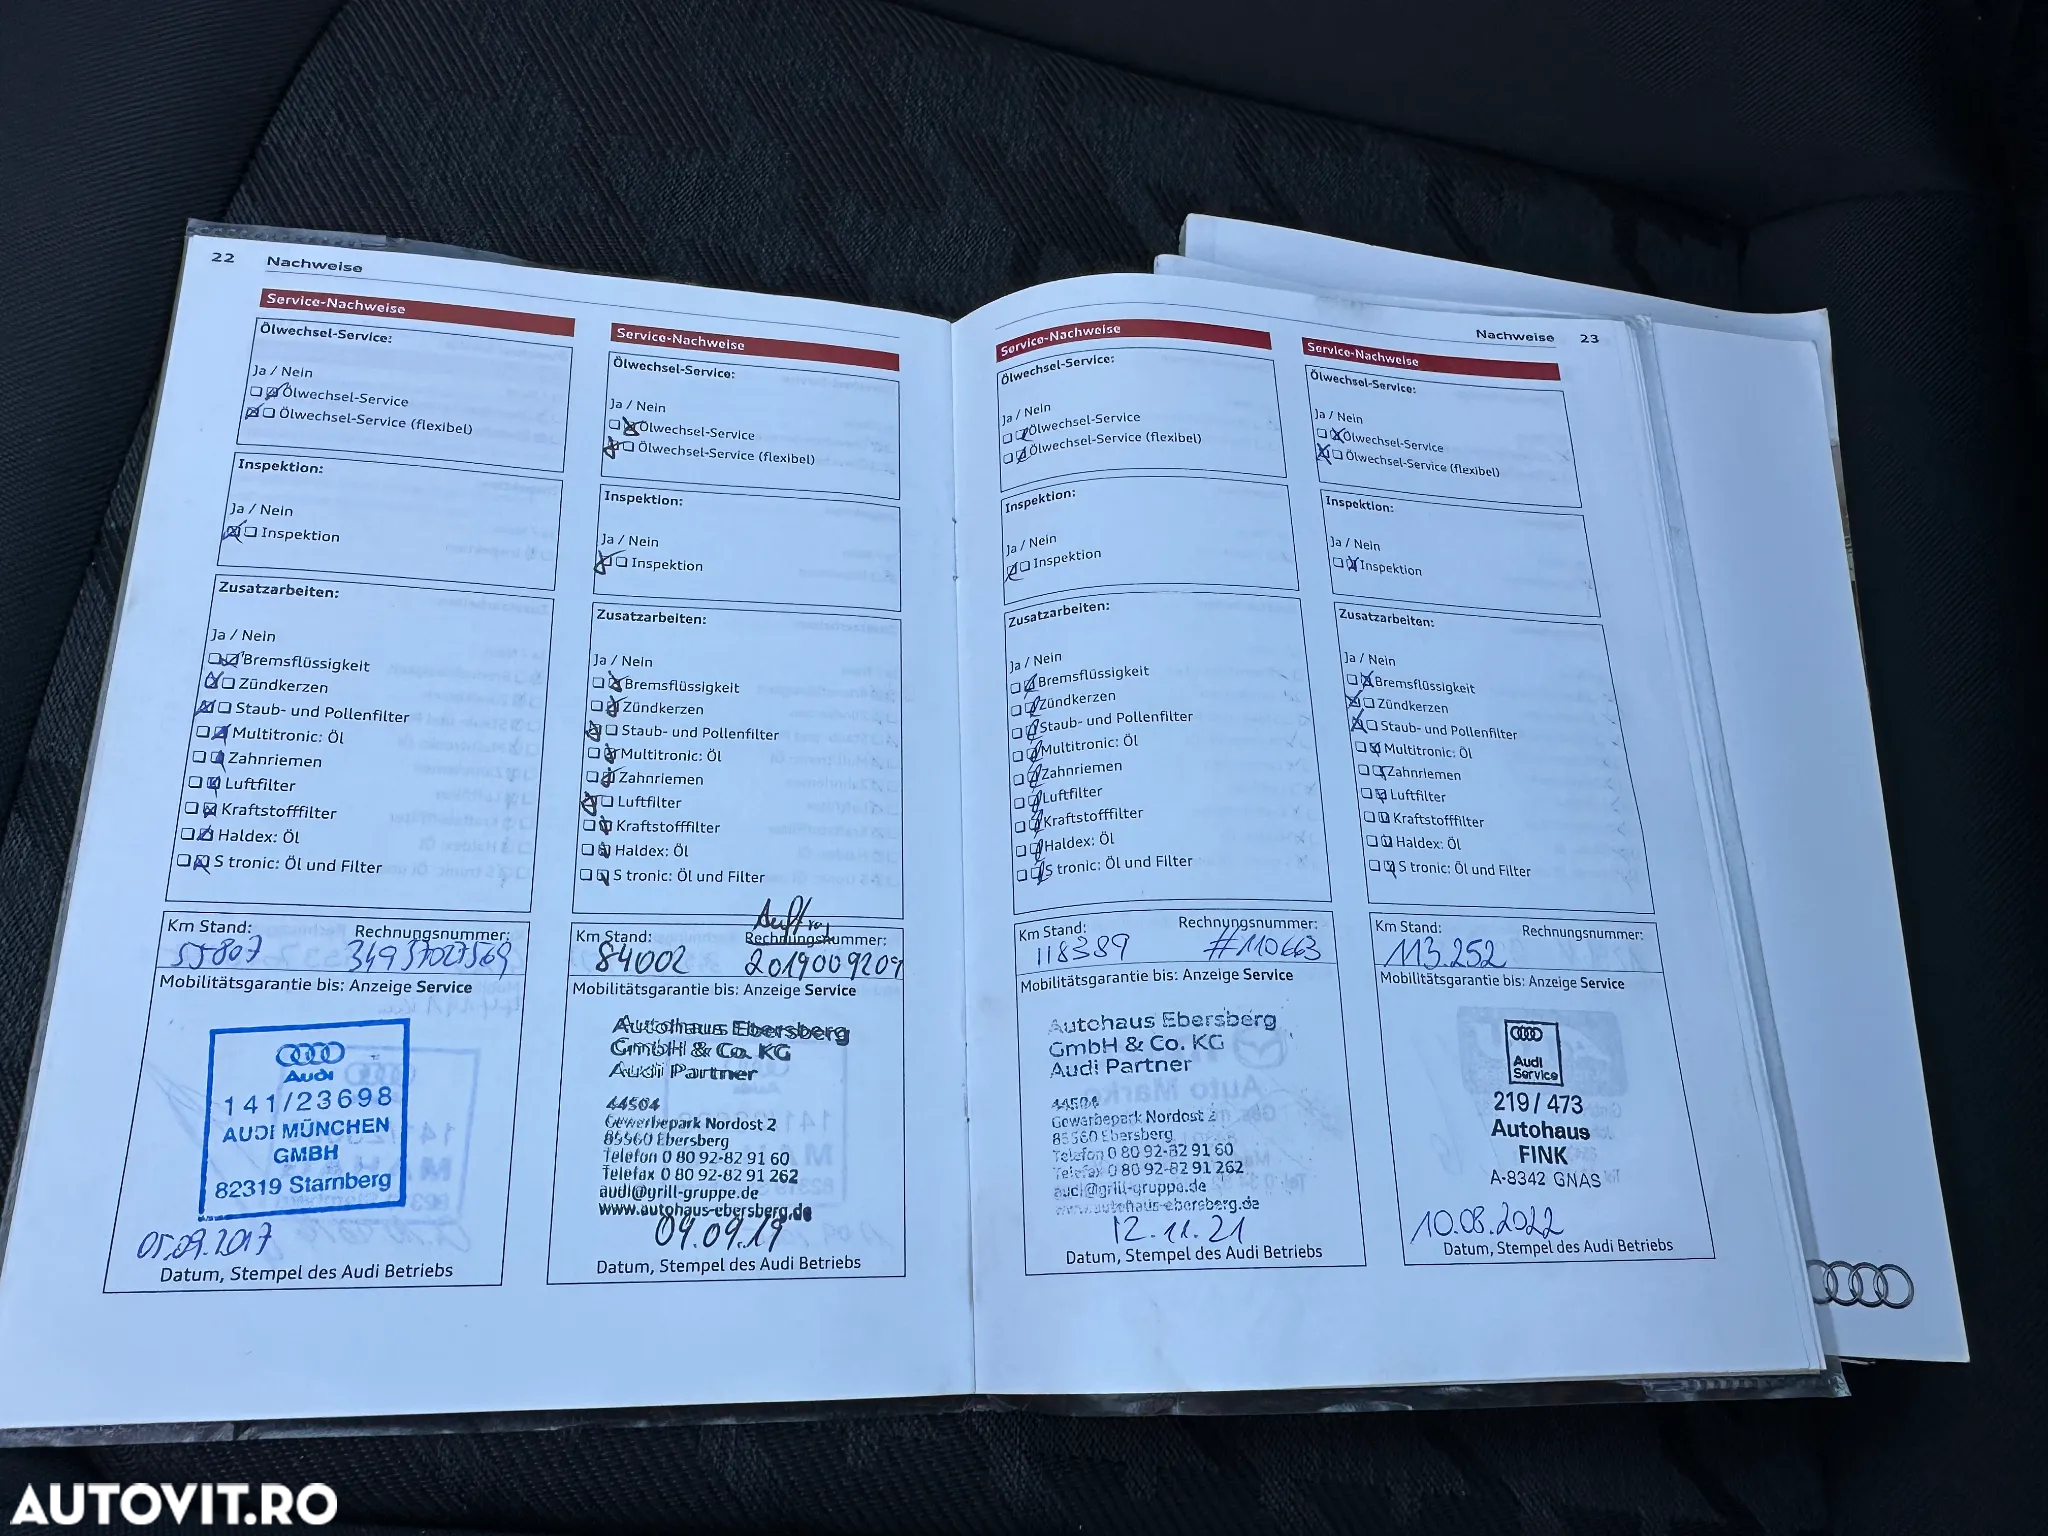 22 Nachweise
Service-Nachweise
Ölwechsel-Service:
Ja / Nein
Ölwechsel-Service
Ölwechsel-Service (flexibel)
Inspektion:
Ja / Nein
Inspektion
Zusatzarbeiten:
Ja / Nein
Bremsflüssigkeit
Zündkerzen
Staub- und Pollenfilter
Multitronic: Öl
Zahnriemen
Luftfilter
Kraftstofffilter
Haldex: Öl
S tronic: Öl und Filter
Km Stand: Rechnungsnummer:
55807 34937027569
Mobilitätsgarantie bis: Anzeige Service
Audi
141/23698
AUDI MÜNCHEN
GMBH
82319 Starnberg
05.09.2017
Datum, Stempel des Audi Betriebs
Service-Nachweise
Ölwechsel-Service:
Ja / Nein
Ölwechsel-Service
Ölwechsel-Service (flexibel)
Inspektion:
Ja / Nein
Inspektion
Zusatzarbeiten:
Ja / Nein
Bremsflüssigkeit
Zündkerzen
Staub- und Pollenfilter
Multitronic: Öl
Zahnriemen
Luftfilter
Kraftstofffilter
Haldex: Öl
S tronic: Öl und Filter
Auftrag
Km Stand: Rechnungsnummer:
84002 2019009209
Mobilitätsgarantie bis: Anzeige Service
Autohaus Ebersberg
GmbH & Co. KG
Audi Partner
44504
Gewerbepark Nordost 2
85560 Ebersberg
Telefon 0 80 92-82 91 60
Telefax 0 80 92-82 91 262
audi@grill-gruppe.de
www.autohaus-ebersberg.de
09.09.19
Datum, Stempel des Audi Betriebs
Nachweise 23
Service-Nachweise
Ölwechsel-Service:
Ja / Nein
Ölwechsel-Service
Ölwechsel-Service (flexibel)
Inspektion:
Ja / Nein
Inspektion
Zusatzarbeiten:
Ja / Nein
Bremsflüssigkeit
Zündkerzen
Staub- und Pollenfilter
Multitronic: Öl
Zahnriemen
Luftfilter
Kraftstofffilter
Haldex: Öl
S tronic: Öl und Filter
Km Stand: Rechnungsnummer:
118389 #110663
Mobilitätsgarantie bis: Anzeige Service
Autohaus Ebersberg
GmbH & Co. KG
Audi Partner
44504
Gewerbepark Nordost 2
85560 Ebersberg
Telefon 0 80 92-82 91 60
Telefax 0 80 92-82 91 262
audi@grill-gruppe.de
www.autohaus-ebersberg.de
12.11.21
Datum, Stempel des Audi Betriebs
Service-Nachweise
Ölwechsel-Service:
Ja / Nein
Ölwechsel-Service
Ölwechsel-Service (flexibel)
Inspektion:
Ja / Nein
Inspektion
Zusatzarbeiten:
Ja / Nein
Bremsflüssigkeit
Zündkerzen
Staub- und Pollenfilter
Multitronic: Öl
Zahnriemen
Luftfilter
Kraftstofffilter
Haldex: Öl
S tronic: Öl und Filter
Km Stand: Rechnungsnummer:
113.252
Mobilitätsgarantie bis: Anzeige Service
Audi
Service
219 / 473
Autohaus
FINK
A-8342 GNAS
10.08.2022
Datum, Stempel des Audi Betriebs
AUTOVIT.RO